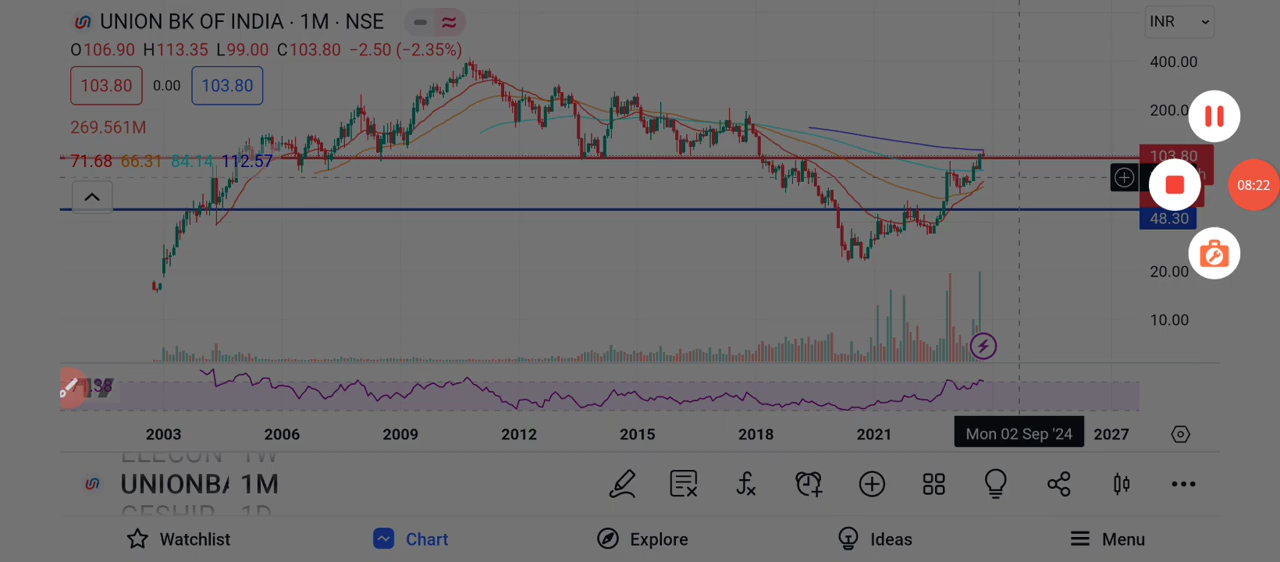 UNION BK OF INDIA · 1M · NSE
INR
O106.90 H113.35 L99.00 C103.80 −2.50 (−2.35%)
400.00
103.80 0.00 103.80
200.0
269.561M
103.80
71.68 66.31 84.14 112.57
08:22
48.30
20.00
10.00
2003 2006 2009 2012 2015 2018 2021 Mon 02 Sep '24 2027
UNIONBA 1M
Watchlist Chart Explore Ideas Menu